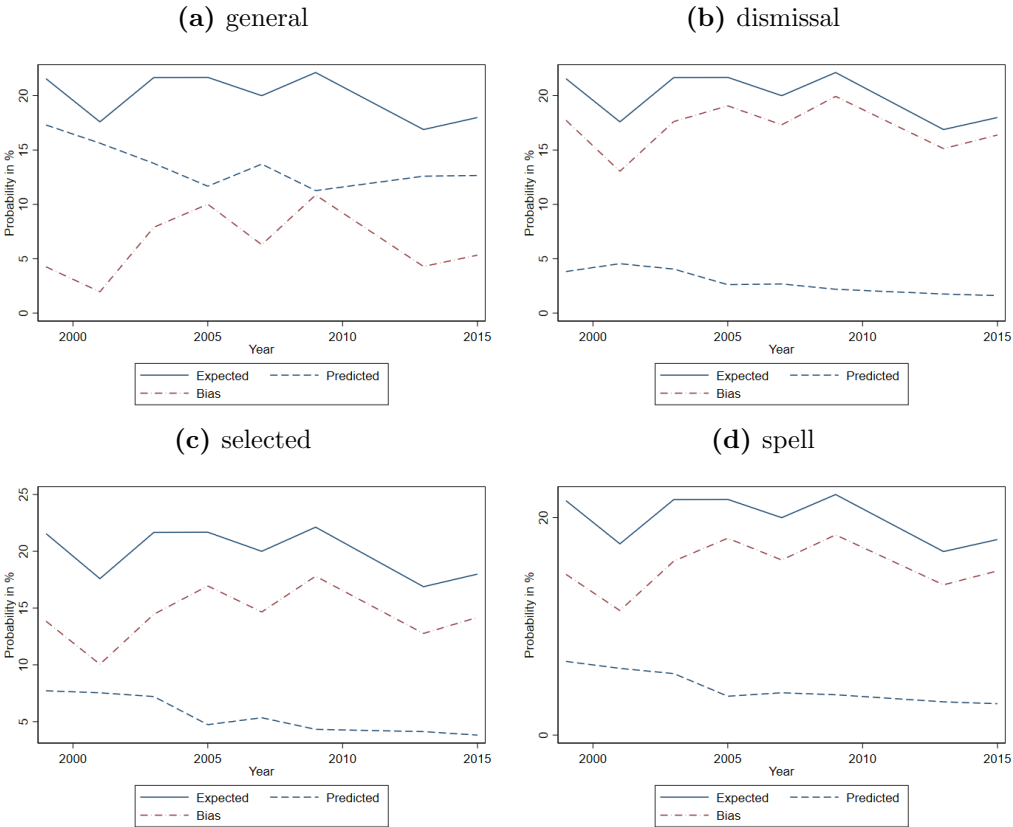 (a) general
(b) dismissal
Probability in %
20
15
10
5
0
2000 2005 2010 2015
Year
Expected Predicted
Bias
Probability in %
20
15
10
5
0
2000 2005 2010 2015
Year
Expected Predicted
Bias
(c) selected
(d) spell
Probability in %
25
20
15
10
5
2000 2005 2010 2015
Year
Expected Predicted
Bias
Probability in %
20
0
2000 2005 2010 2015
Year
Expected Predicted
Bias